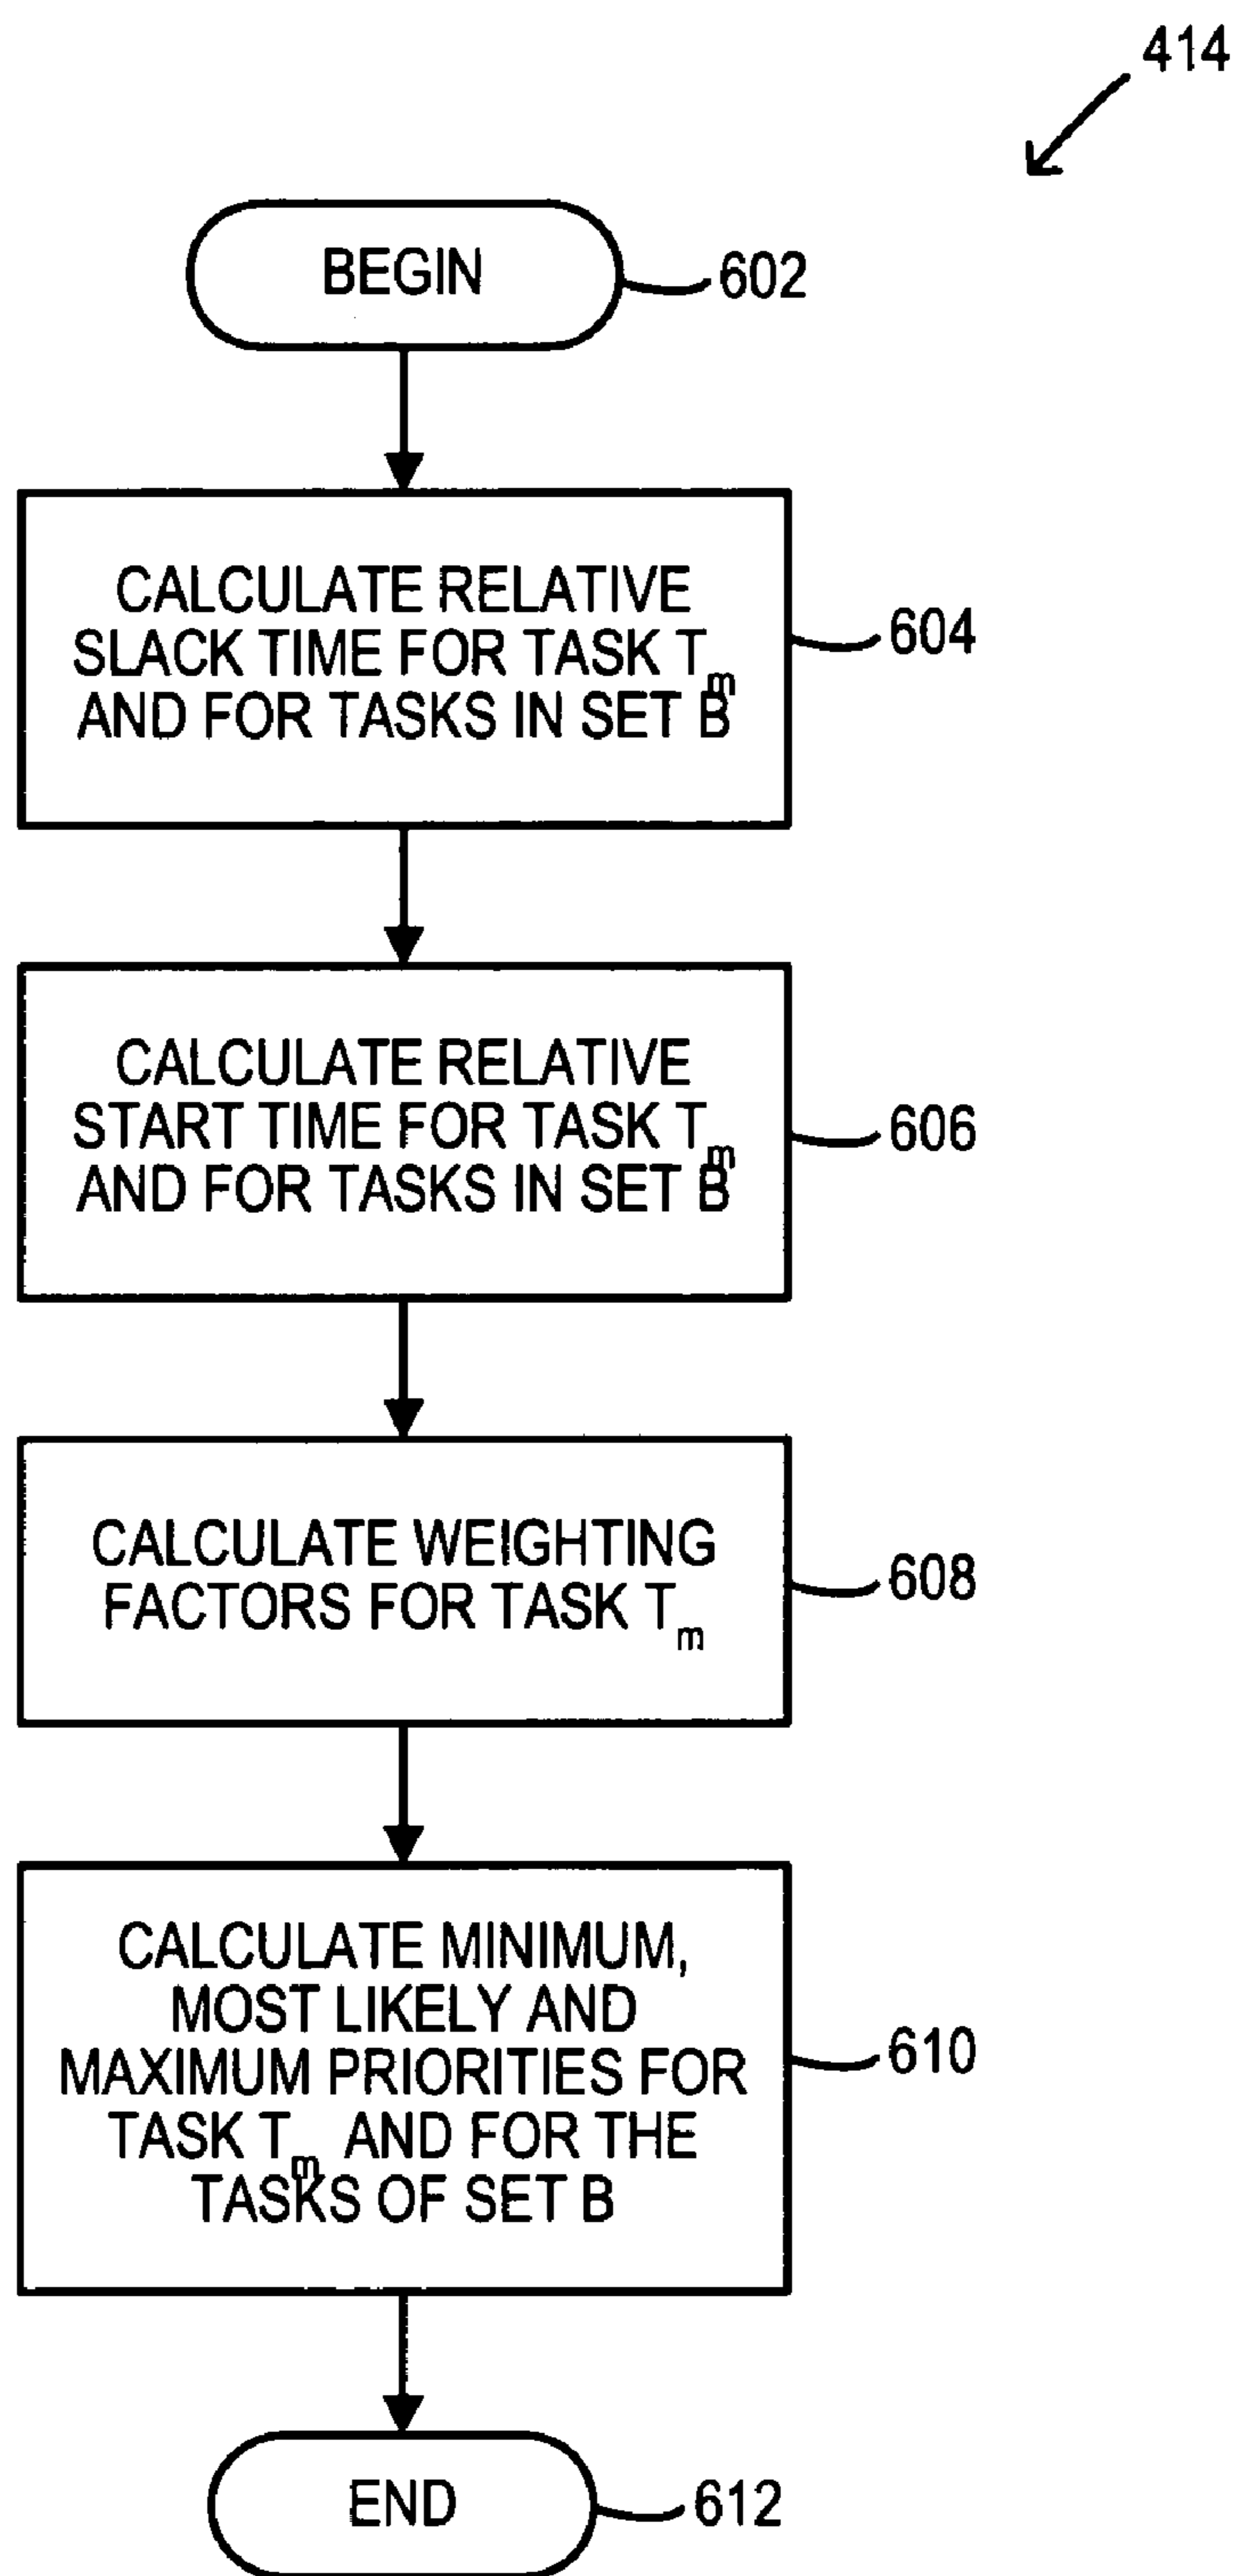 414
BEGIN
602
CALCULATE RELATIVE
SLACK TIME FOR TASK Tm
AND FOR TASKS IN SET B
604
CALCULATE RELATIVE
START TIME FOR TASK Tm
AND FOR TASKS IN SET B
606
CALCULATE WEIGHTING
FACTORS FOR TASK Tm
608
CALCULATE MINIMUM,
MOST LIKELY AND
MAXIMUM PRIORITIES FOR
TASK Tm AND FOR THE
TASKS OF SET B
610
END
612